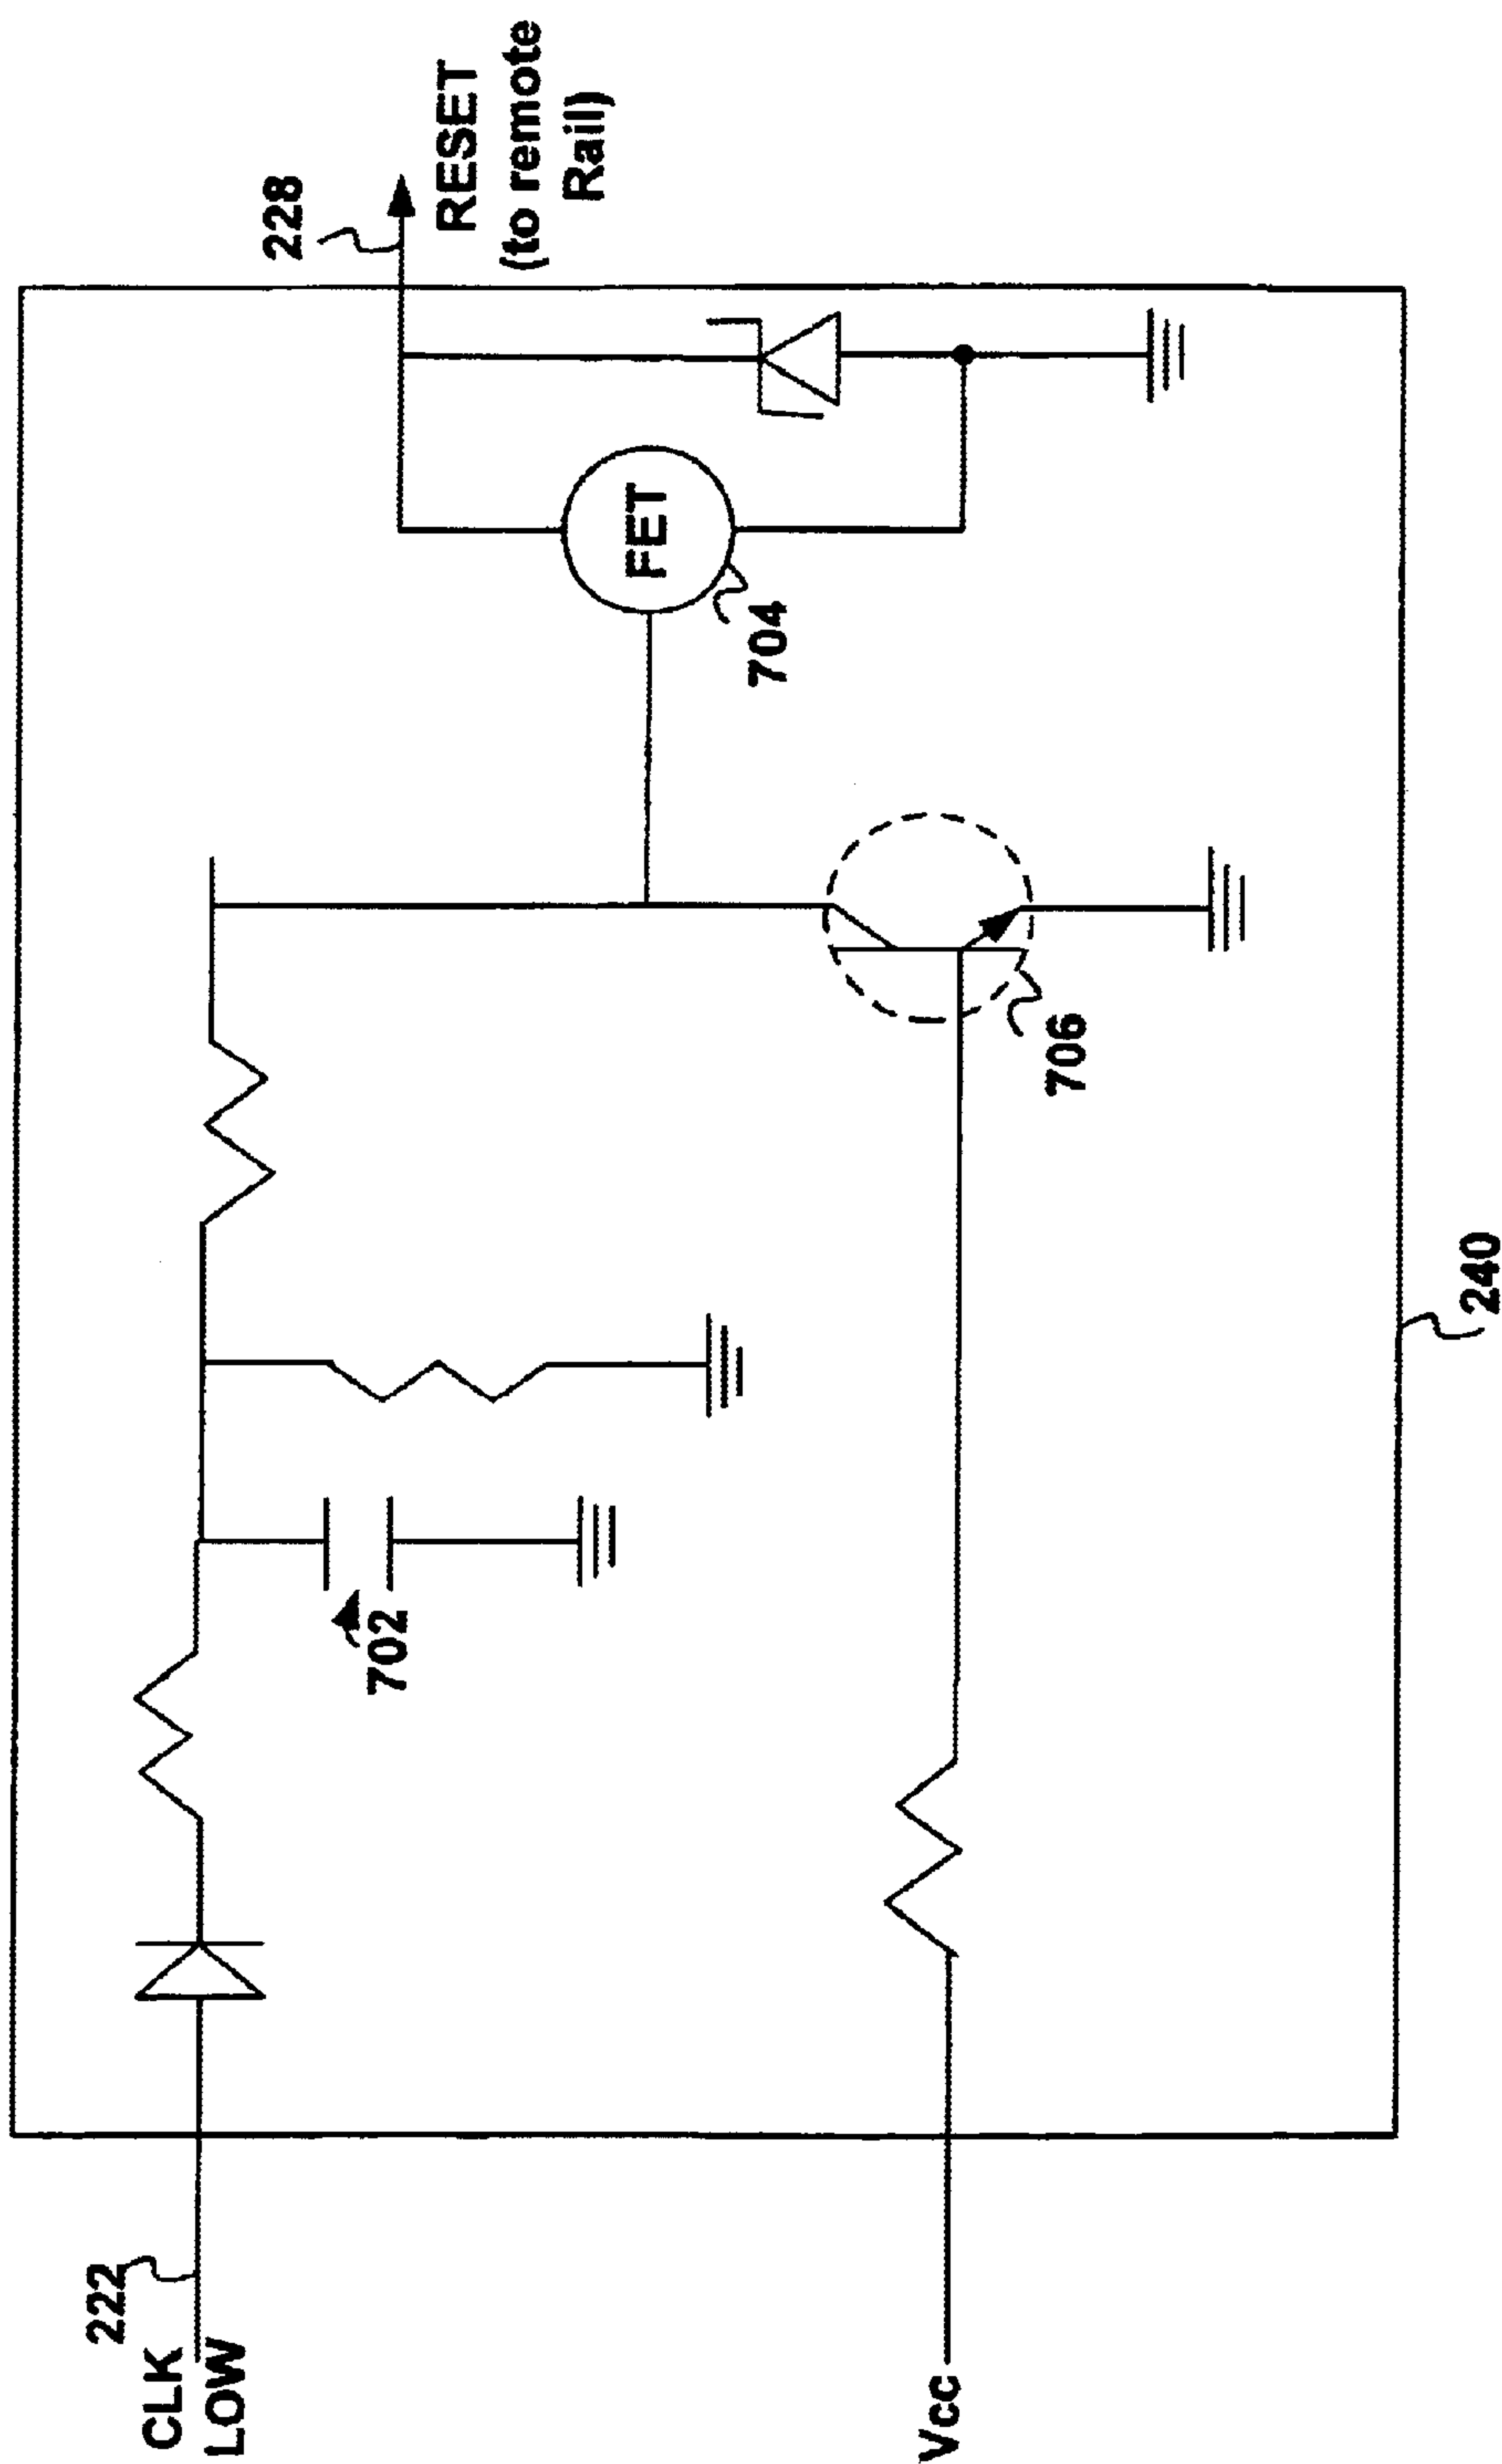 222
CLK
LOW
Vcc
702
706
704
FET
228
RESET
(to remote
Rail)
240